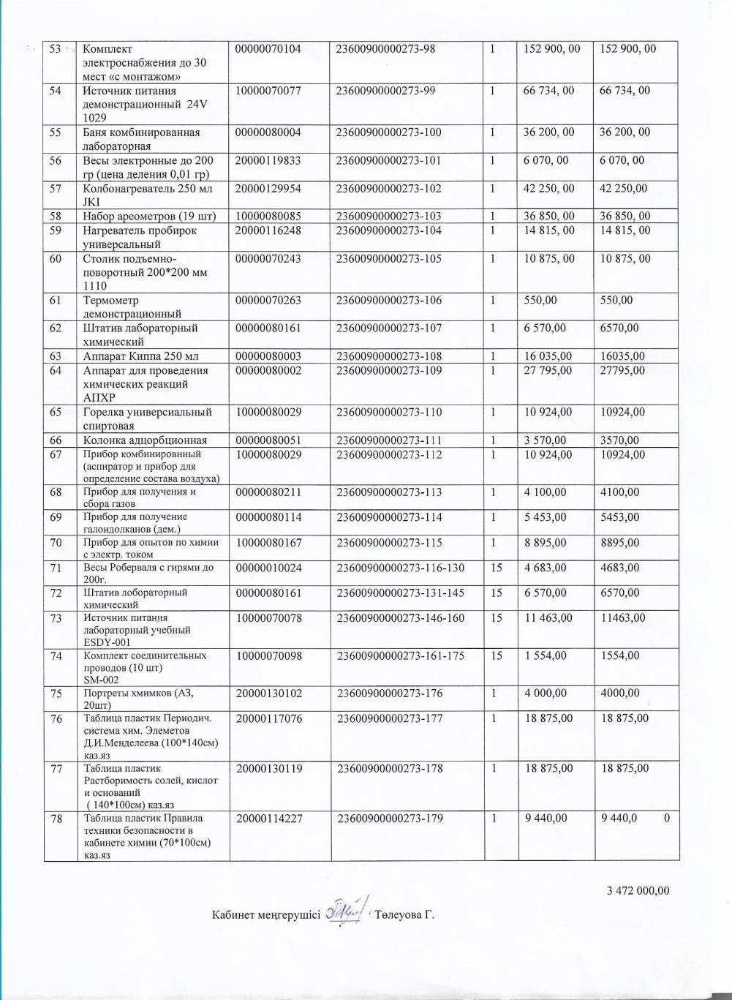 53 Комплект 00000070104 23600900000273-98 1 152 900, 00 152 900, 00
электроснабжения до 30
мест «с монтажом»
54 Источник питания 10000070077 23600900000273-99 1 66 734, 00 66 734, 00
демонстрационный 24V
1029
55 Баня комбинированная 00000080004 23600900000273-100 1 36 200, 00 36 200, 00
лабораторная
56 Весы электронные до 200 20000119833 23600900000273-101 1 6 070, 00 6 070, 00
гр (цена деления 0,01 гр)
57 Колбонагреватель 250 мл 20000129954 23600900000273-102 1 42 250, 00 42 250,00
JKI
58 Набор ареометров (19 шт) 10000080085 23600900000273-103 1 36 850, 00 36 850, 00
59 Нагреватель пробирок 20000116248 23600900000273-104 1 14 815, 00 14 815, 00
универсальный
60 Столик подъемно- 00000070243 23600900000273-105 1 10 875, 00 10 875, 00
поворотный 200*200 мм
1110
61 Термометр 00000070263 23600900000273-106 1 550,00 550,00
демонстрационный
62 Штатив лабораторный 00000080161 23600900000273-107 1 6 570,00 6570,00
химический
63 Аппарат Киппа 250 мл 00000080003 23600900000273-108 1 16 035,00 16035,00
64 Аппарат для проведения 00000080002 23600900000273-109 1 27 795,00 27795,00
химических реакций
АПХР
65 Горелка универсиальный 10000080029 23600900000273-110 1 10 924,00 10924,00
спиртовая
66 Колонка адцорбционная 00000080051 23600900000273-111 1 3 570,00 3570,00
67 Прибор комбинировнный 10000080029 23600900000273-112 1 10 924,00 10924,00
(аспиратор и прибор для
определение состава воздуха)
68 Прибор для получения и 00000080211 23600900000273-113 1 4 100,00 4100,00
сбора газов
69 Прибор для получение 00000080114 23600900000273-114 1 5 453,00 5453,00
галоидолканов (дем.)
70 Прибор для опытов по химии 10000080167 23600900000273-115 1 8 895,00 8895,00
с электр. током
71 Весы Роберваля с гирями до 00000010024 23600900000273-116-130 15 4 683,00 4683,00
200г.
72 Штатив лобораторный 00000080161 23600900000273-131-145 15 6 570,00 6570,00
химический
73 Источник питания 10000070078 23600900000273-146-160 15 11 463,00 11463,00
лабораторный учебный
ESDY-001
74 Комплект соединительных 10000070098 23600900000273-161-175 15 1 554,00 1554,00
проводов (10 шт)
SM-002
75 Портреты хмимков (А3, 20000130102 23600900000273-176 1 4 000,00 4000,00
20шт)
76 Таблица пластик Периодич. 20000117076 23600900000273-177 1 18 875,00 18 875,00
система хим. Элеметов
Д.И.Менделеева (100*140см)
каз.яз
77 Таблица пластик 20000130119 23600900000273-178 1 18 875,00 18 875,00
Растборимость солей, кислот
и оснований
( 140*100см) каз.яз
78 Таблица пластик Правила 20000114227 23600900000273-179 1 9 440,00 9 440,0 0
техники безопасности в
кабинете химии (70*100см)
каз.яз
3 472 000,00
Кабинет меңгерушісі Төлеуова Г.